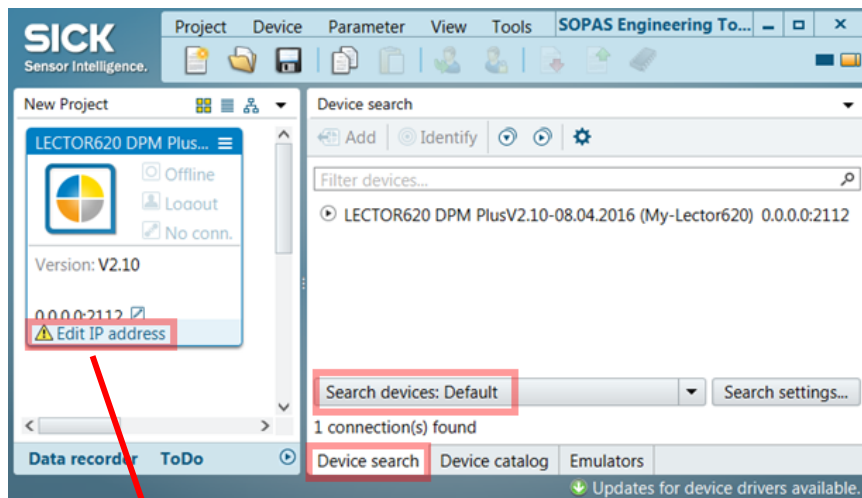 SICK
Sensor Intelligence.
Project Device Parameter View Tools SOPAS Engineering To...
New Project
LECTOR620 DPM Plus...
Offline
Logout
No conn.
Version: V2.10
0.0.0.0:2112
Edit IP address
Data recorder ToDo
Device search
Add Identify
Filter devices...
LECTOR620 DPM PlusV2.10-08.04.2016 (My-Lector620) 0.0.0.0:2112
Search devices: Default Search settings...
1 connection(s) found
Device search Device catalog Emulators
Updates for device drivers available.